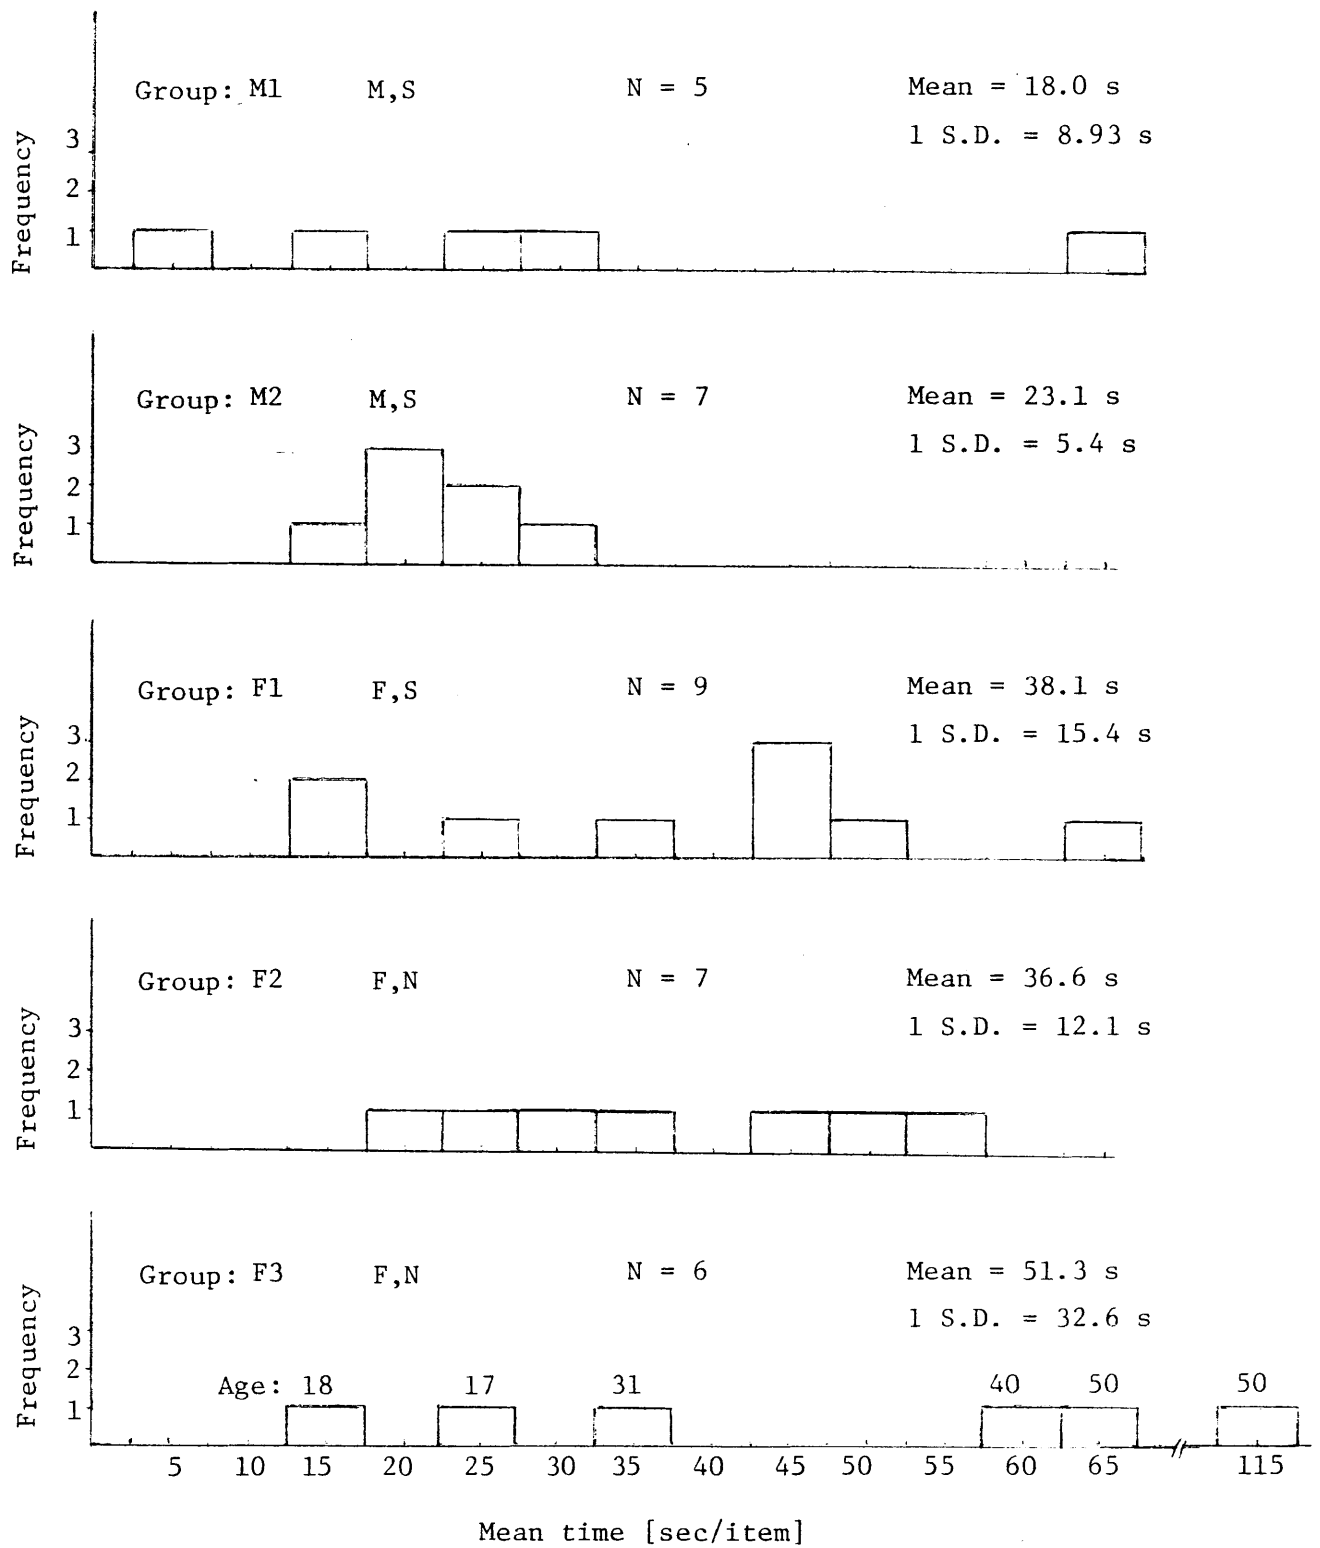 Group: M1 M,S N = 5 Mean = 18.0 s
1 S.D. = 8.93 s
Frequency
3
2
1
Group: M2 M,S N = 7 Mean = 23.1 s
1 S.D. = 5.4 s
Frequency
3
2
1
Group: F1 F,S N = 9 Mean = 38.1 s
1 S.D. = 15.4 s
Frequency
3
2
1
Group: F2 F,N N = 7 Mean = 36.6 s
1 S.D. = 12.1 s
Frequency
3
2
1
Group: F3 F,N N = 6 Mean = 51.3 s
1 S.D. = 32.6 s
Frequency
3
2
1
Age: 18 17 31 40 50 50
5 10 15 20 25 30 35 40 45 50 55 60 65 115
Mean time [sec/item]